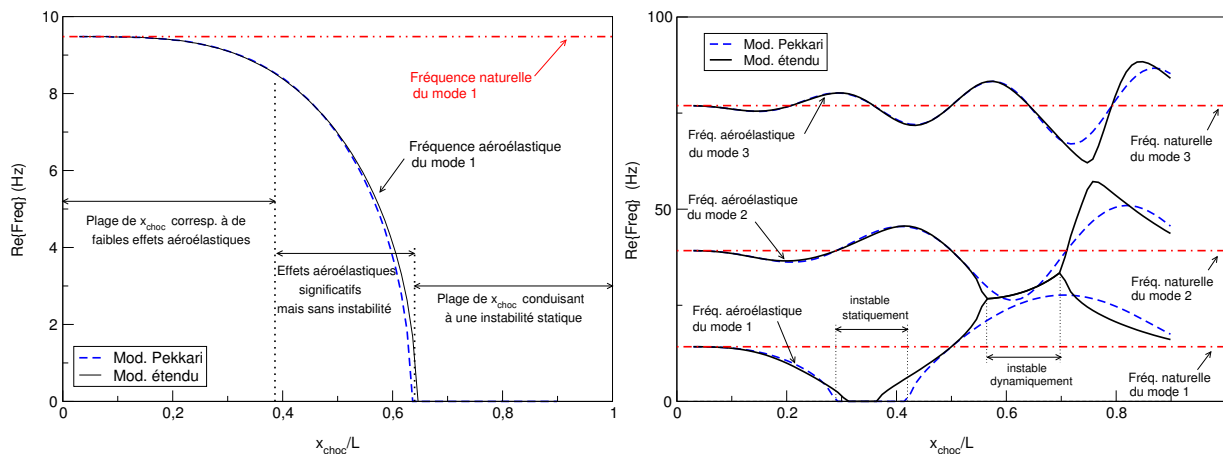 10
8
6
4
2
0
Re{Freq} (Hz)
Fréquence naturelle
du mode 1
Fréquence aéroélastique
du mode 1
Plage de x_choc corresp. à de
faibles effets aéroélastiques
Effets aéroélastiques
significatifs
mais sans instabilité
Plage de x_choc conduisant
à une instabilité statique
Mod. Pekkari
Mod. étendu
0
0,2
0,4
0,6
0,8
1
x_choc/L
100
50
0
Re{Freq} (Hz)
Mod. Pekkari
Mod. étendu
Fréq. aéroélastique
du mode 3
Fréq. naturelle
du mode 3
Fréq. aéroélastique
du mode 2
Fréq. naturelle
du mode 2
Fréq. aéroélastique
du mode 1
instable
statiquement
instable
dynamiquement
Fréq. naturelle
du mode 1
0
0.2
0.4
0.6
0.8
x_choc/L